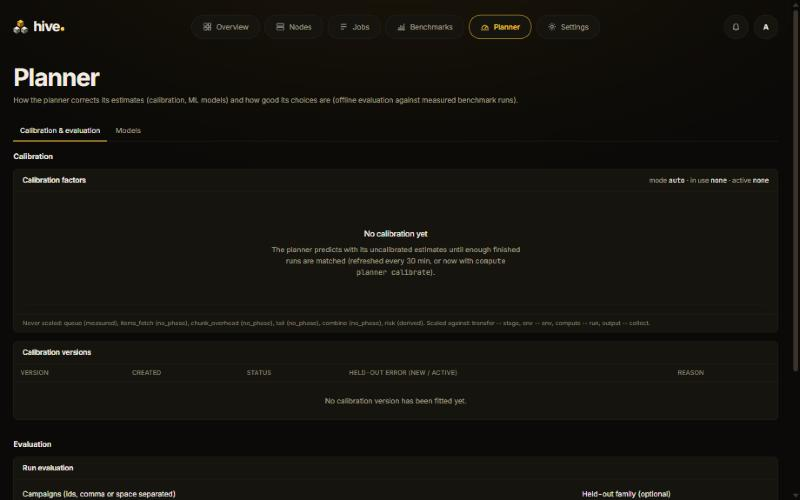 hive.
Overview
Nodes
Jobs
Benchmarks
Planner
Settings
A
Planner
How the planner corrects its estimates (calibration, ML models) and how good its choices are (offline evaluation against measured benchmark runs).
Calibration & evaluation
Models
Calibration
Calibration factors
mode auto · in use none · active none
No calibration yet
The planner predicts with its uncalibrated estimates until enough finished
runs are matched (refreshed every 30 min, or now with compute
planner calibrate).
Never scaled: queue (measured), items_fetch (no_phase), chunk_overhead (no_phase), tail (no_phase), combine (no_phase), risk (derived). Scaled against: transfer -- stage, env -- env, compute -- run, output -- collect.
Calibration versions
VERSION CREATED STATUS HELD-OUT ERROR (NEW / ACTIVE) REASON
No calibration version has been fitted yet.
Evaluation
Run evaluation
Campaigns (ids, comma or space separated)
Held-out family (optional)